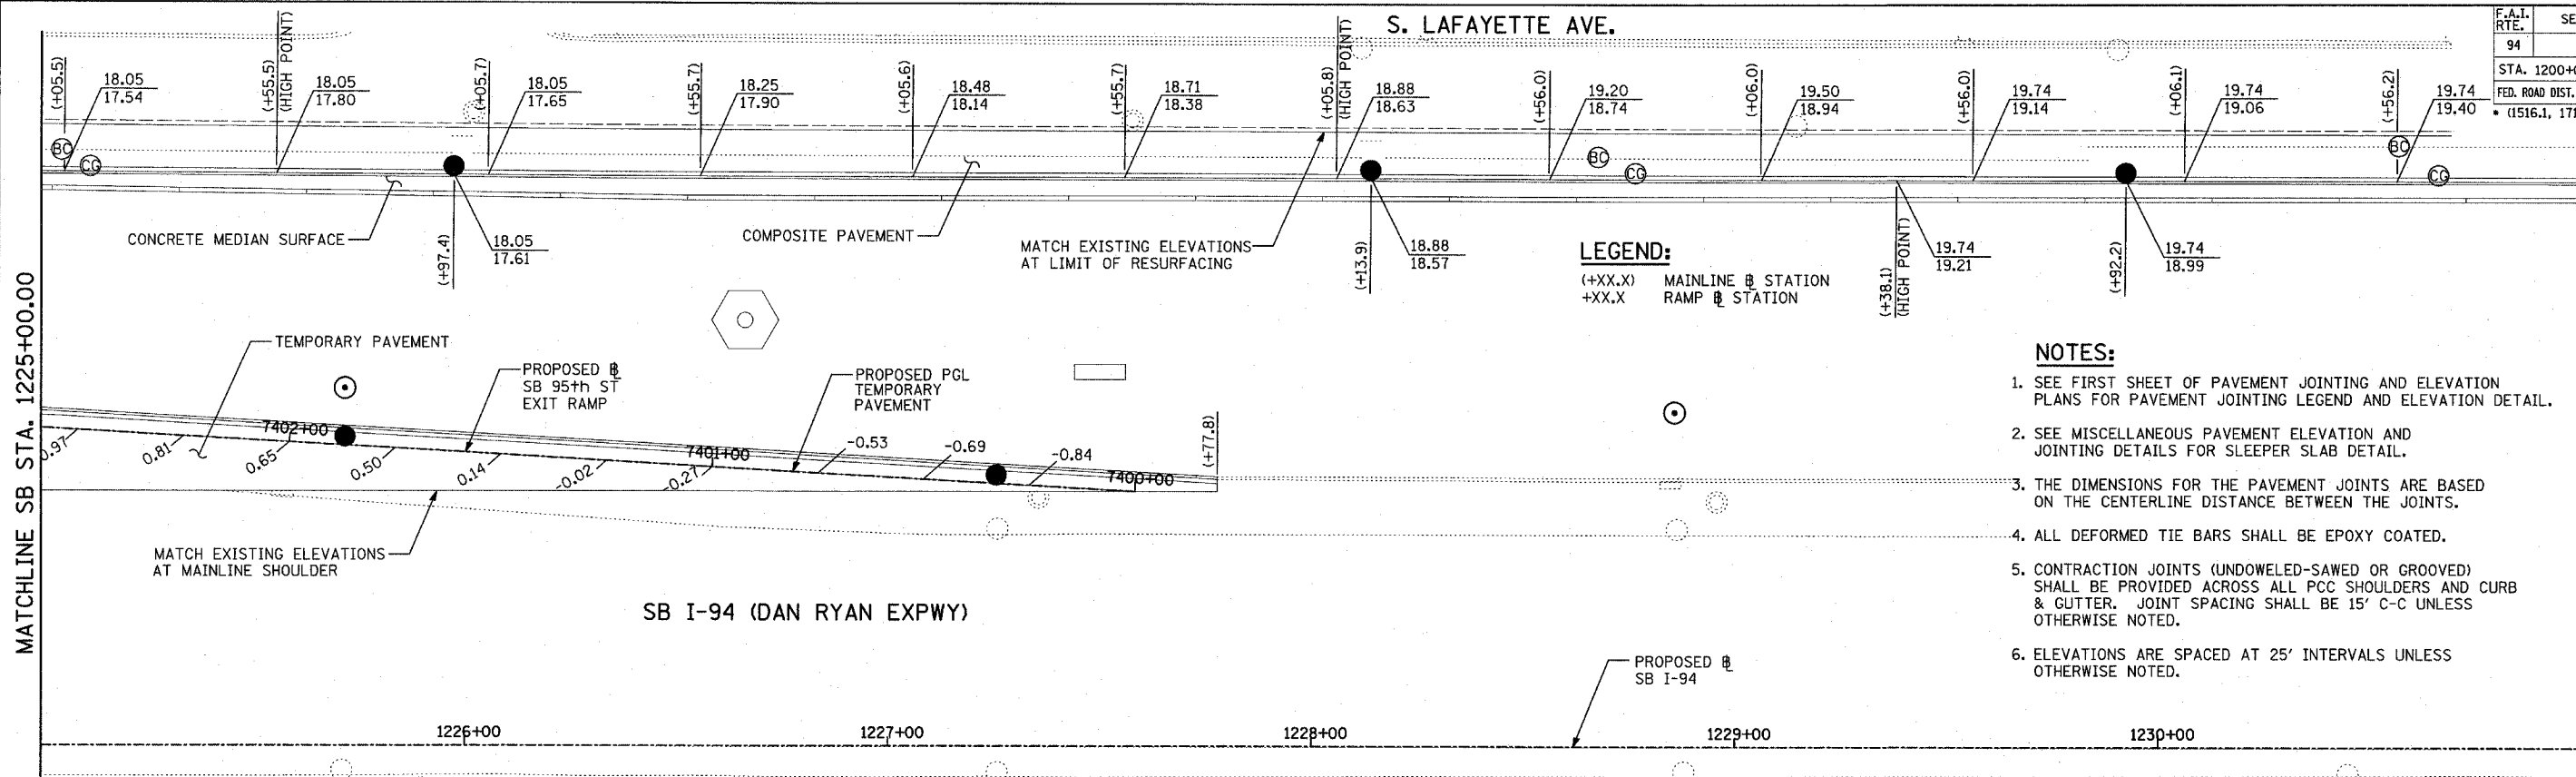 S. LAFAYETTE AVE.
F.A.I.
RTE.
94
STA. 1200+0
FED. ROAD DIST.
* (1516.1, 171
(+05.5)
18.05
17.54
(+55.5)
(HIGH POINT)
18.05
17.80
(+05.7)
18.05
17.65
(+55.7)
18.25
17.90
(+05.6)
18.48
18.14
(+55.7)
18.71
18.38
(+05.8)
(HIGH POINT)
18.88
18.63
(+56.0)
19.20
18.74
(+06.0)
19.50
18.94
(+56.0)
19.74
19.14
(+06.1)
19.74
19.06
(+56.2)
19.74
19.40
BO
CG
BO
CG
BO
CG
CONCRETE MEDIAN SURFACE
(+97.4)
18.05
17.61
COMPOSITE PAVEMENT
MATCH EXISTING ELEVATIONS
AT LIMIT OF RESURFACING
(+13.9)
18.88
18.57
(+38.1)
(HIGH POINT)
19.74
19.21
(+92.2)
19.74
18.99
LEGEND:
(+XX.X) MAINLINE ℄ STATION
+XX.X RAMP ℄ STATION
MATCHLINE SB STA. 1225+00.00
TEMPORARY PAVEMENT
PROPOSED ℄
SB 95th ST
EXIT RAMP
PROPOSED PGL
TEMPORARY
PAVEMENT
7402+00
7401+00
7400+00
0.97
0.81
0.65
0.50
0.14
-0.02
-0.27
-0.53
-0.69
-0.84
(+77.8)
MATCH EXISTING ELEVATIONS
AT MAINLINE SHOULDER
SB I-94 (DAN RYAN EXPWY)
NOTES:
1. SEE FIRST SHEET OF PAVEMENT JOINTING AND ELEVATION
PLANS FOR PAVEMENT JOINTING LEGEND AND ELEVATION DETAIL.
2. SEE MISCELLANEOUS PAVEMENT ELEVATION AND
JOINTING DETAILS FOR SLEEPER SLAB DETAIL.
3. THE DIMENSIONS FOR THE PAVEMENT JOINTS ARE BASED
ON THE CENTERLINE DISTANCE BETWEEN THE JOINTS.
4. ALL DEFORMED TIE BARS SHALL BE EPOXY COATED.
5. CONTRACTION JOINTS (UNDOWELED-SAWED OR GROOVED)
SHALL BE PROVIDED ACROSS ALL PCC SHOULDERS AND CURB
& GUTTER. JOINT SPACING SHALL BE 15' C-C UNLESS
OTHERWISE NOTED.
6. ELEVATIONS ARE SPACED AT 25' INTERVALS UNLESS
OTHERWISE NOTED.
PROPOSED ℄
SB I-94
1226+00
1227+00
1228+00
1229+00
1230+00